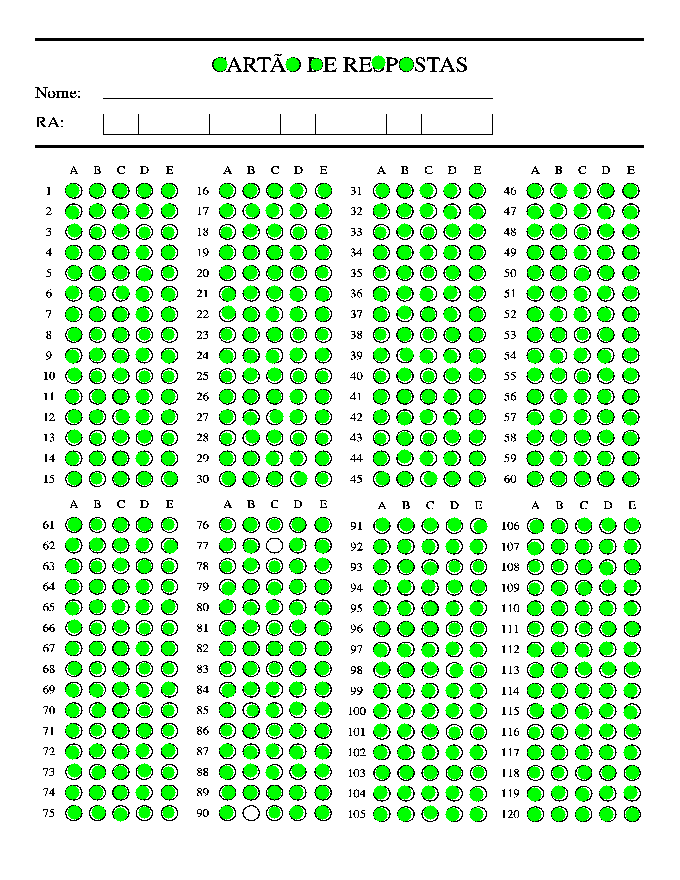 CARTÃO DE RESPOSTAS
Nome:
RA:
A B C D E A B C D E A B C D E A B C D E
1 16 31 46
2 17 32 47
3 18 33 48
4 19 34 49
5 20 35 50
6 21 36 51
7 22 37 52
8 23 38 53
9 24 39 54
10 25 40 55
11 26 41 56
12 27 42 57
13 28 43 58
14 29 44 59
15 30 45 60
A B C D E A B C D E A B C D E A B C D E
61 76 91 106
62 77 92 107
63 78 93 108
64 79 94 109
65 80 95 110
66 81 96 111
67 82 97 112
68 83 98 113
69 84 99 114
70 85 100 115
71 86 101 116
72 87 102 117
73 88 103 118
74 89 104 119
75 90 105 120